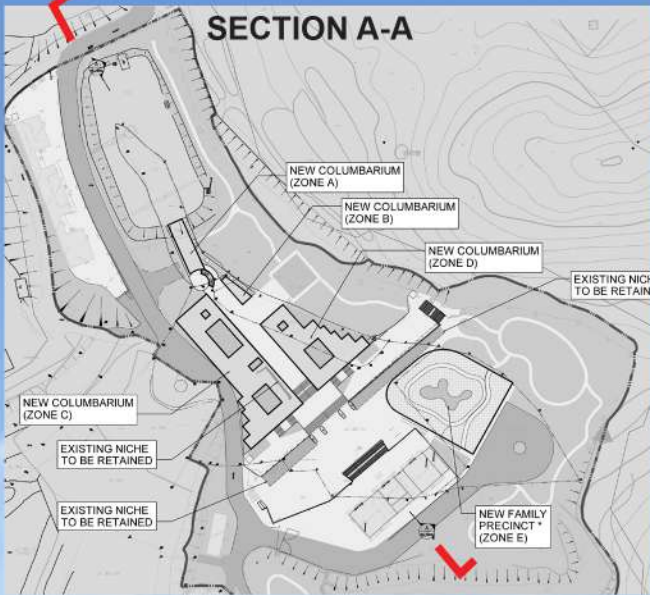 SECTION A-A
NEW COLUMBARIUM
(ZONE A)
NEW COLUMBARIUM
(ZONE B)
NEW COLUMBARIUM
(ZONE D)
EXISTING NICH
TO BE RETAIN
NEW COLUMBARIUM
(ZONE C)
EXISTING NICHE
TO BE RETAINED
EXISTING NICHE
TO BE RETAINED
NEW FAMILY
PRECINCT *
(ZONE E)